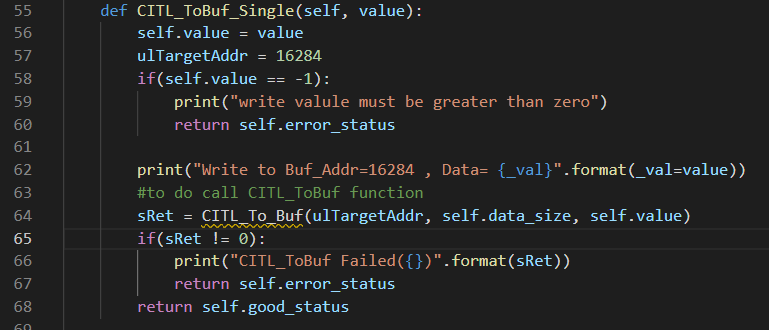 55 def CITL_ToBuf_Single(self, value):
56 self.value = value
57 ulTargetAddr = 16284
58 if(self.value == -1):
59 print("write valule must be greater than zero")
60 return self.error_status
61
62 print("Write to Buf_Addr=16284 , Data= {_val}".format(_val=value))
63 #to do call CITL_ToBuf function
64 sRet = CITL_To_Buf(ulTargetAddr, self.data_size, self.value)
65 if(sRet != 0):
66 print("CITL_ToBuf Failed({})".format(sRet))
67 return self.error_status
68 return self.good_status
69